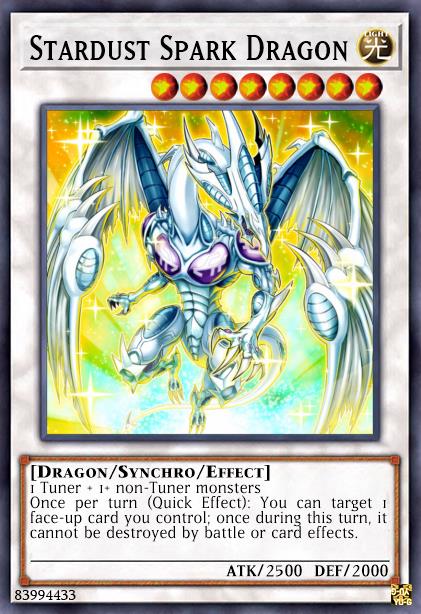 Stardust Spark Dragon
LIGHT
光
[Dragon/Synchro/Effect]
1 Tuner + 1+ non-Tuner monsters
Once per turn (Quick Effect): You can target 1
face-up card you control; once during this turn, it
cannot be destroyed by battle or card effects.
ATK/2500 DEF/2000
83994433